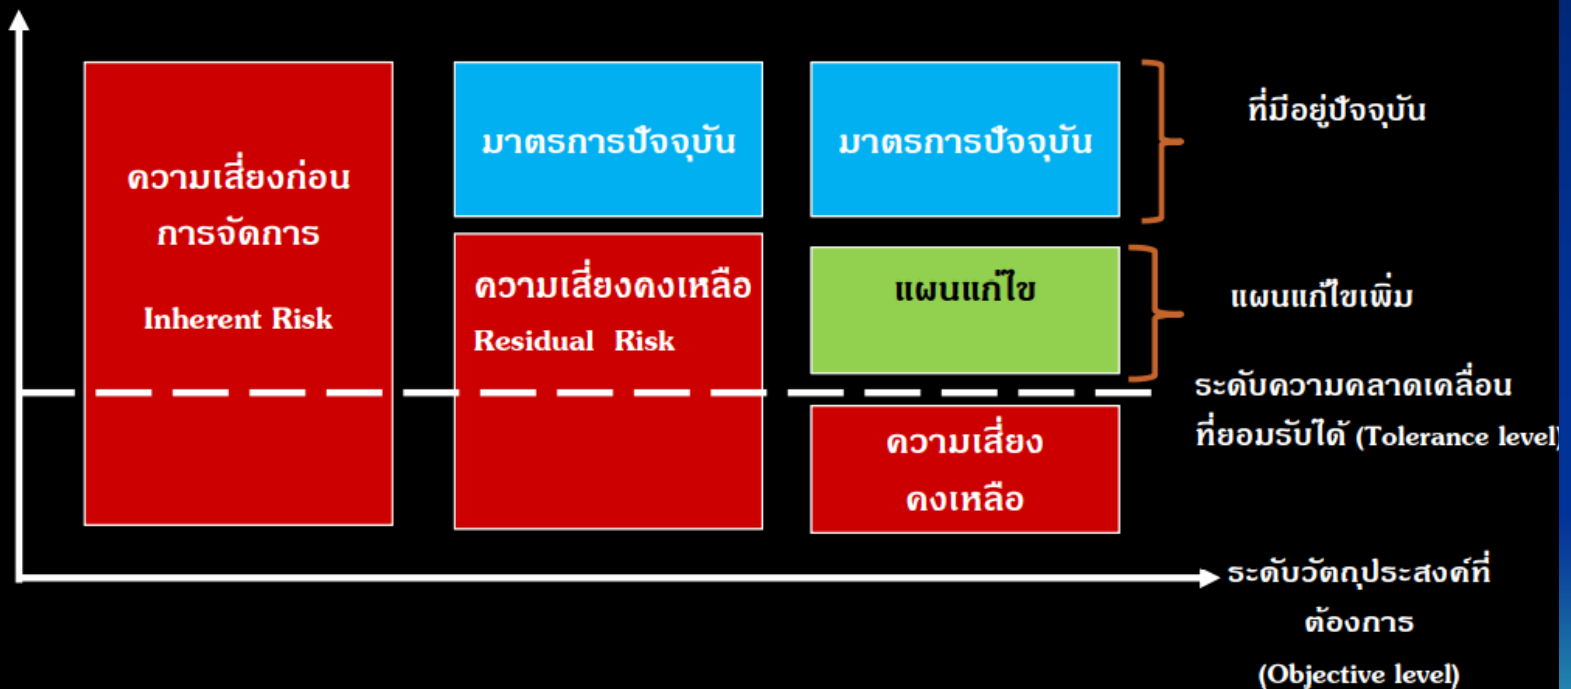 ความเสี่ยงก่อน
การจัดการ
Inherent Risk
มาตรการปัจจุบัน
ความเสี่ยงคงเหลือ
Residual Risk
มาตรการปัจจุบัน
แผนแก้ไข
ความเสี่ยง
คงเหลือ
ที่มีอยู่ปัจจุบัน
แผนแก้ไขเพิ่ม
ระดับความคลาดเคลื่อน
ที่ยอมรับได้ (Tolerance level)
ระดับวัตถุประสงค์ที่
ต้องการ
(Objective level)